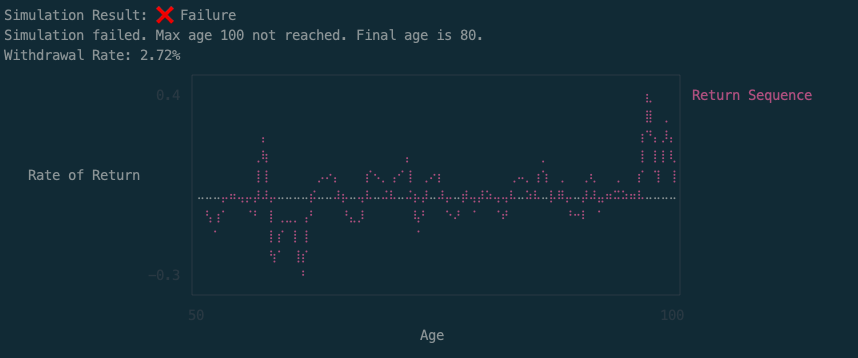 Simulation Result: ❌ Failure
Simulation failed. Max age 100 not reached. Final age is 80.
Withdrawal Rate: 2.72%
0.4
Return Sequence
Rate of Return
−0.3
50
100
Age